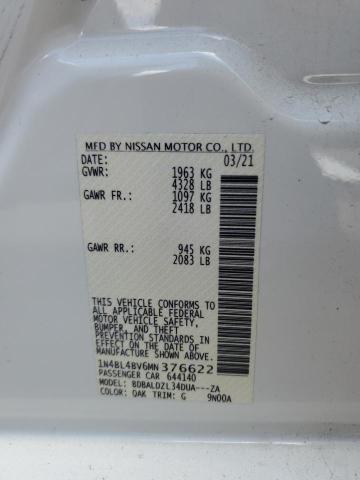 MFD BY NISSAN MOTOR CO., LTD.
DATE: 03/21
GVWR: 1963 KG
4328 LB
GAWR FR.: 1097 KG
2418 LB
GAWR RR.: 945 KG
2083 LB
THIS VEHICLE CONFORMS TO
ALL APPLICABLE FEDERAL
MOTOR VEHICLE SAFETY,
BUMPER, AND THEFT
PREVENTION STANDARDS
IN EFFECT ON THE DATE OF
MANUFACTURE SHOWN ABOVE.
1N4BL4BV6MN 376622
PASSENGER CAR 644140
MODEL: BDBALDZL34DUA---ZA
COLOR: QAK TRIM: G 9N00A